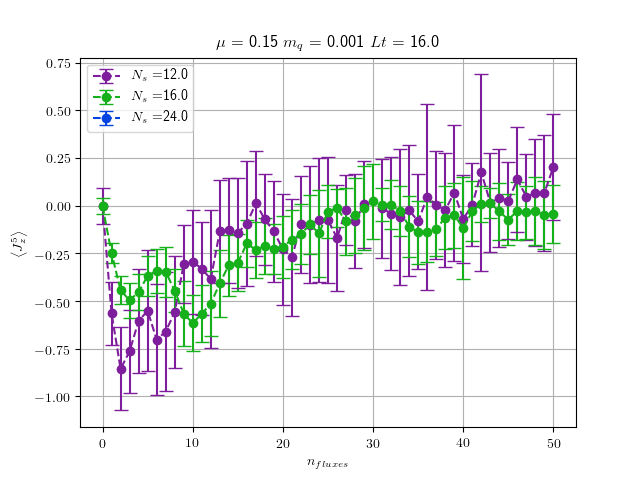 μ = 0.15 m_q = 0.001 Lt = 16.0
N_s =12.0
N_s =16.0
N_s =24.0
0.75
0.50
0.25
0.00
−0.25
−0.50
−0.75
−1.00
⟨J_z^5⟩
0 10 20 30 40 50
n_{fluxes}